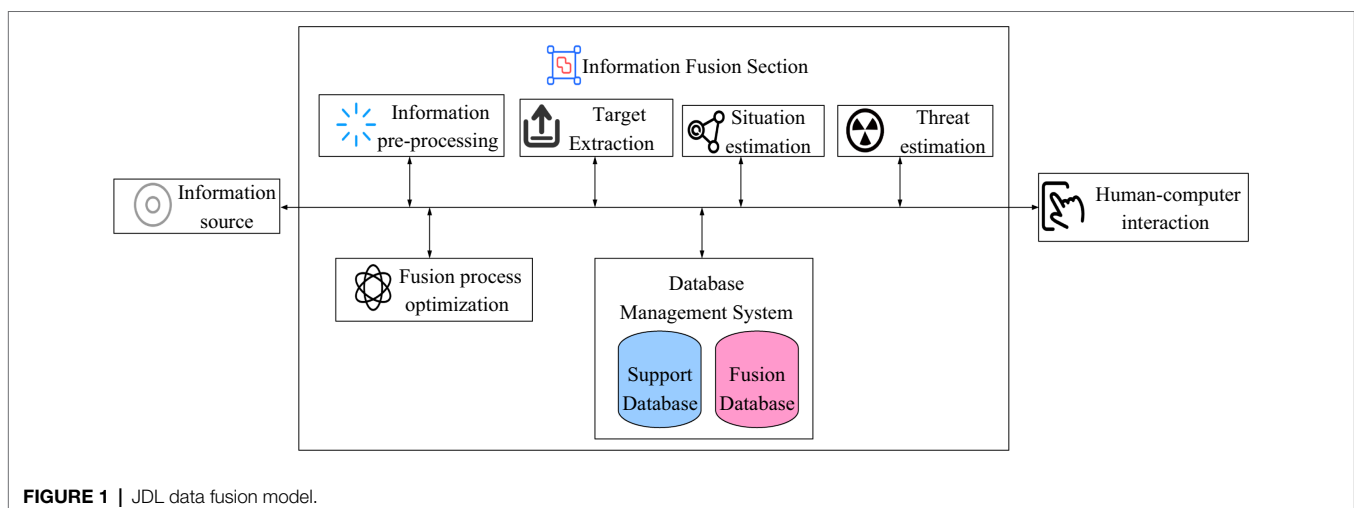 Information Fusion Section
Information
pre-processing
Target
Extraction
Situation
estimation
Threat
estimation
Information
source
Human-computer
interaction
Fusion process
optimization
Database
Management System
Support
Database
Fusion
Database
FIGURE 1 | JDL data fusion model.